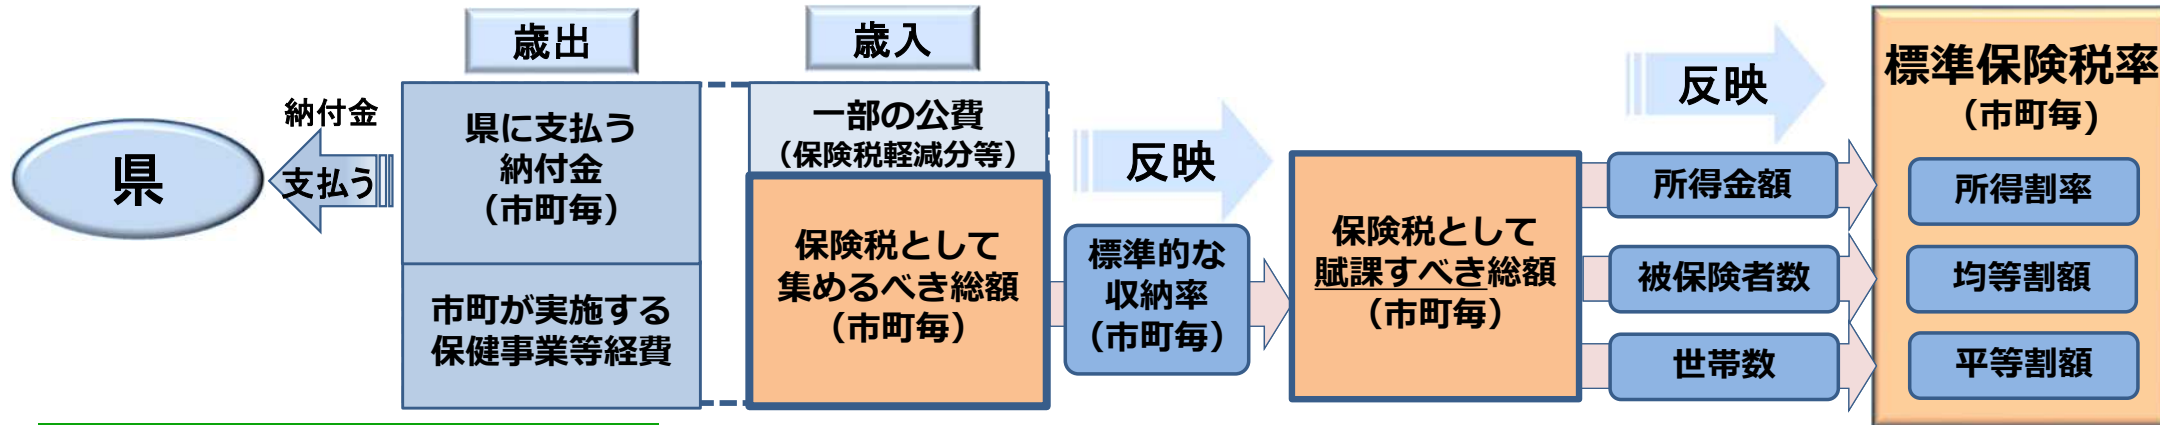 県
納付金
支払う
歳出
県に支払う
納付金
（市町毎）
市町が実施する
保健事業等経費
歳入
一部の公費
（保険税軽減分等）
保険税として
集めるべき総額
（市町毎）
反映
標準的な
収納率
（市町毎）
保険税として
賦課すべき総額
（市町毎）
反映
所得金額
被保険者数
世帯数
標準保険税率
（市町毎）
所得割率
均等割額
平等割額